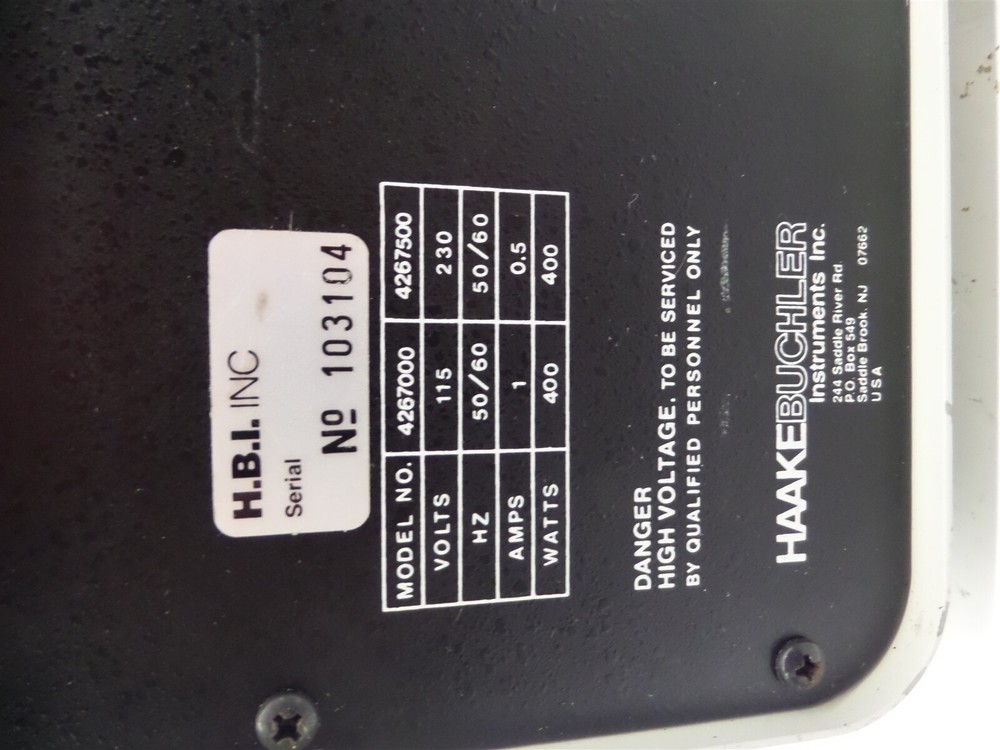 H.B.I. INC
Serial
Nº 103104
MODEL NO. 4267000 4267500
VOLTS 115 230
HZ 50/60 50/60
AMPS 1 0.5
WATTS 400 400
DANGER
HIGH VOLTAGE. TO BE SERVICED
BY QUALIFIED PERSONNEL ONLY
HAAKEBUCHLER
Instruments Inc.
244 Saddle River Rd.
P.O. Box 549
Saddle Brook. NJ 07662
USA